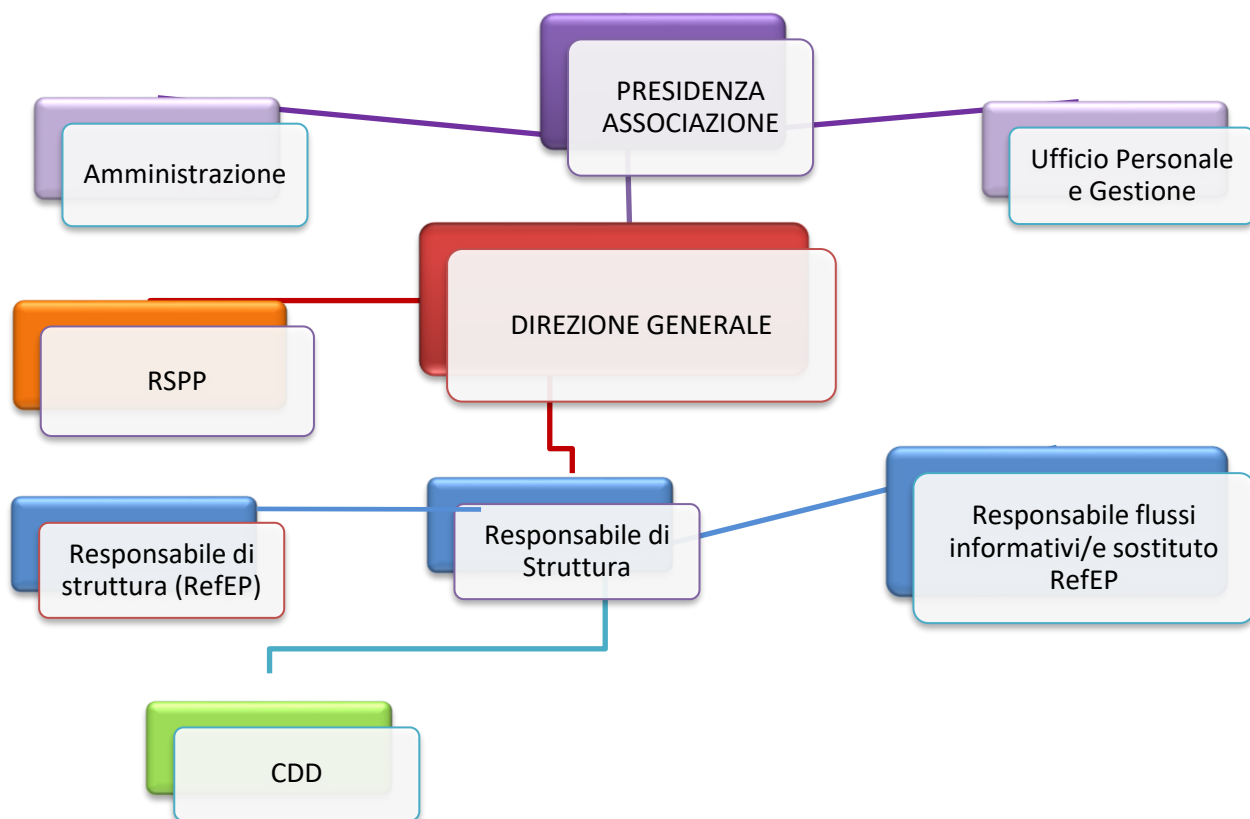 PRESIDENZA
ASSOCIAZIONE
Amministrazione
Ufficio Personale
e Gestione
DIREZIONE GENERALE
RSPP
Responsabile di
struttura (RefEP)
Responsabile di
Struttura
Responsabile flussi
informativi/e sostituto
RefEP
CDD